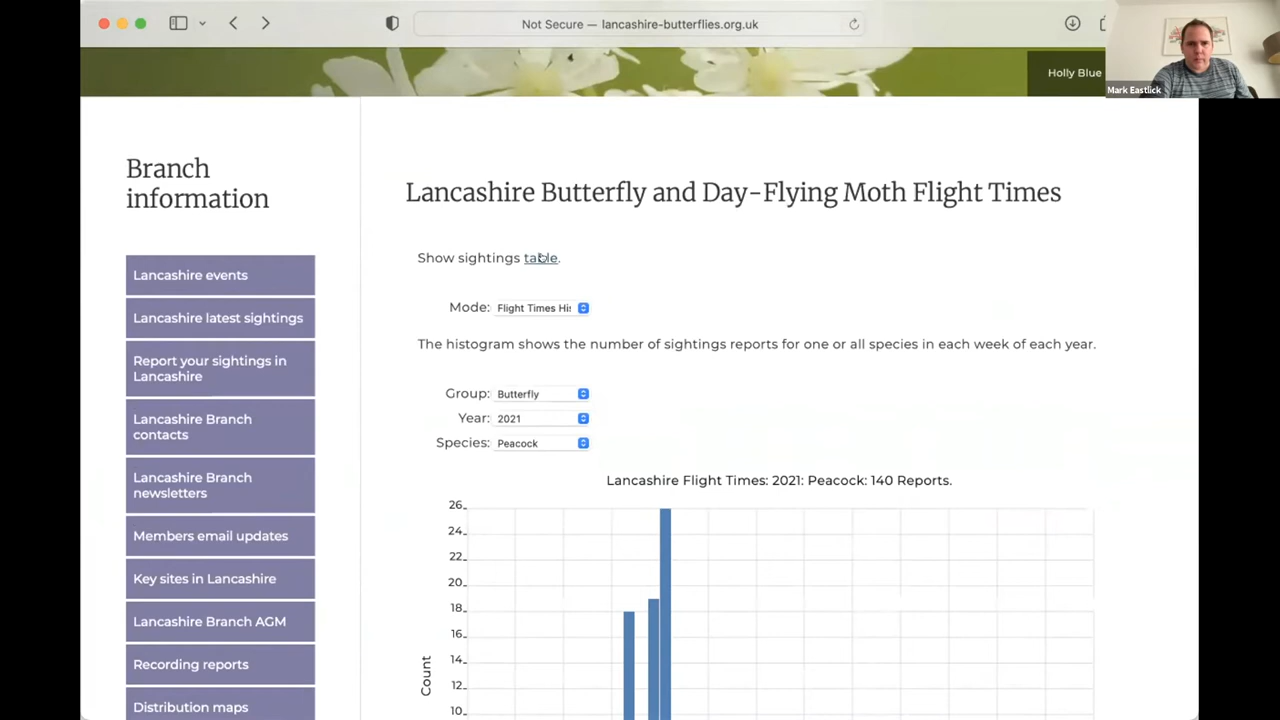 Not Secure — lancashire-butterflies.org.uk
Holly Blue
Mark Eastlick
Branch
information
Lancashire events
Lancashire latest sightings
Report your sightings in
Lancashire
Lancashire Branch
contacts
Lancashire Branch
newsletters
Members email updates
Key sites in Lancashire
Lancashire Branch AGM
Recording reports
Distribution maps
Lancashire Butterfly and Day-Flying Moth Flight Times
Show sightings table.
Mode: Flight Times His
The histogram shows the number of sightings reports for one or all species in each week of each year.
Group: Butterfly
Year: 2021
Species: Peacock
Lancashire Flight Times: 2021: Peacock: 140 Reports.
26
24
22
20
18
16
14
12
10
Count